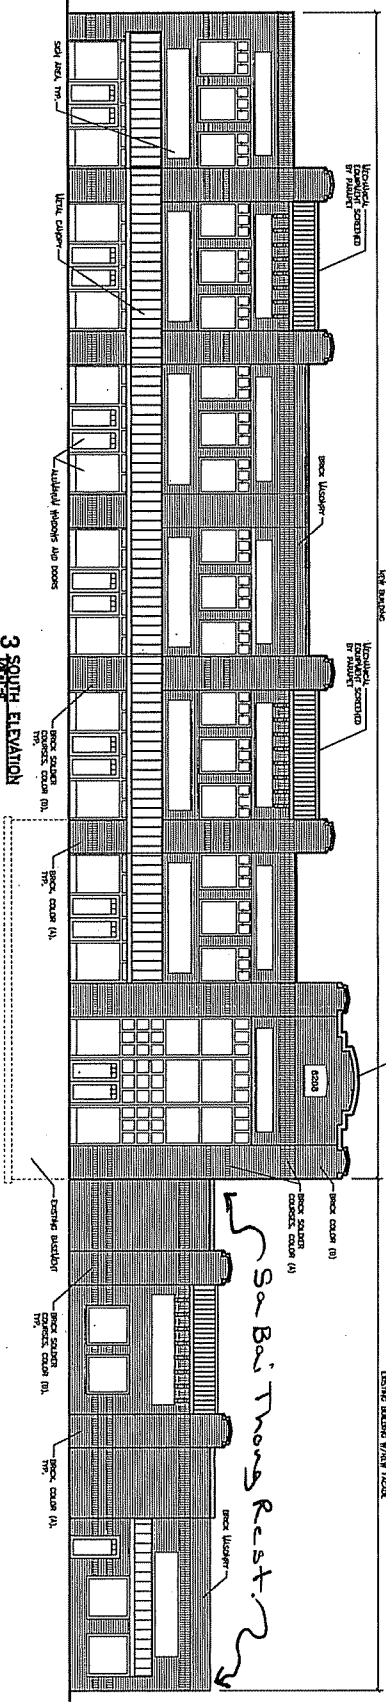 NEW BUILDING
EXISTING BUILDING W/NEW FACADE
MECHANICAL
EQUIPMENT SCREENED
BY PARAPET
BRICK MASONRY
MECHANICAL
EQUIPMENT SCREENED
BY PARAPET
6208
BRICK COLOR (B)
BRICK SOLDIER
COURSES, COLOR (A)
Sa Bai Thong Rest.
BRICK MASONRY
SIGN AREA, TYP.
METAL CANOPY
ALUMINUM WINDOWS AND DOORS
BRICK SOLDIER
COURSES, COLOR (B),
TYP.
BRICK, COLOR (A),
TYP.
EXISTING BASEMENT
BRICK SOLDIER
COURSES, COLOR (B),
TYP.
BRICK, COLOR (A),
TYP.
3 SOUTH ELEVATION